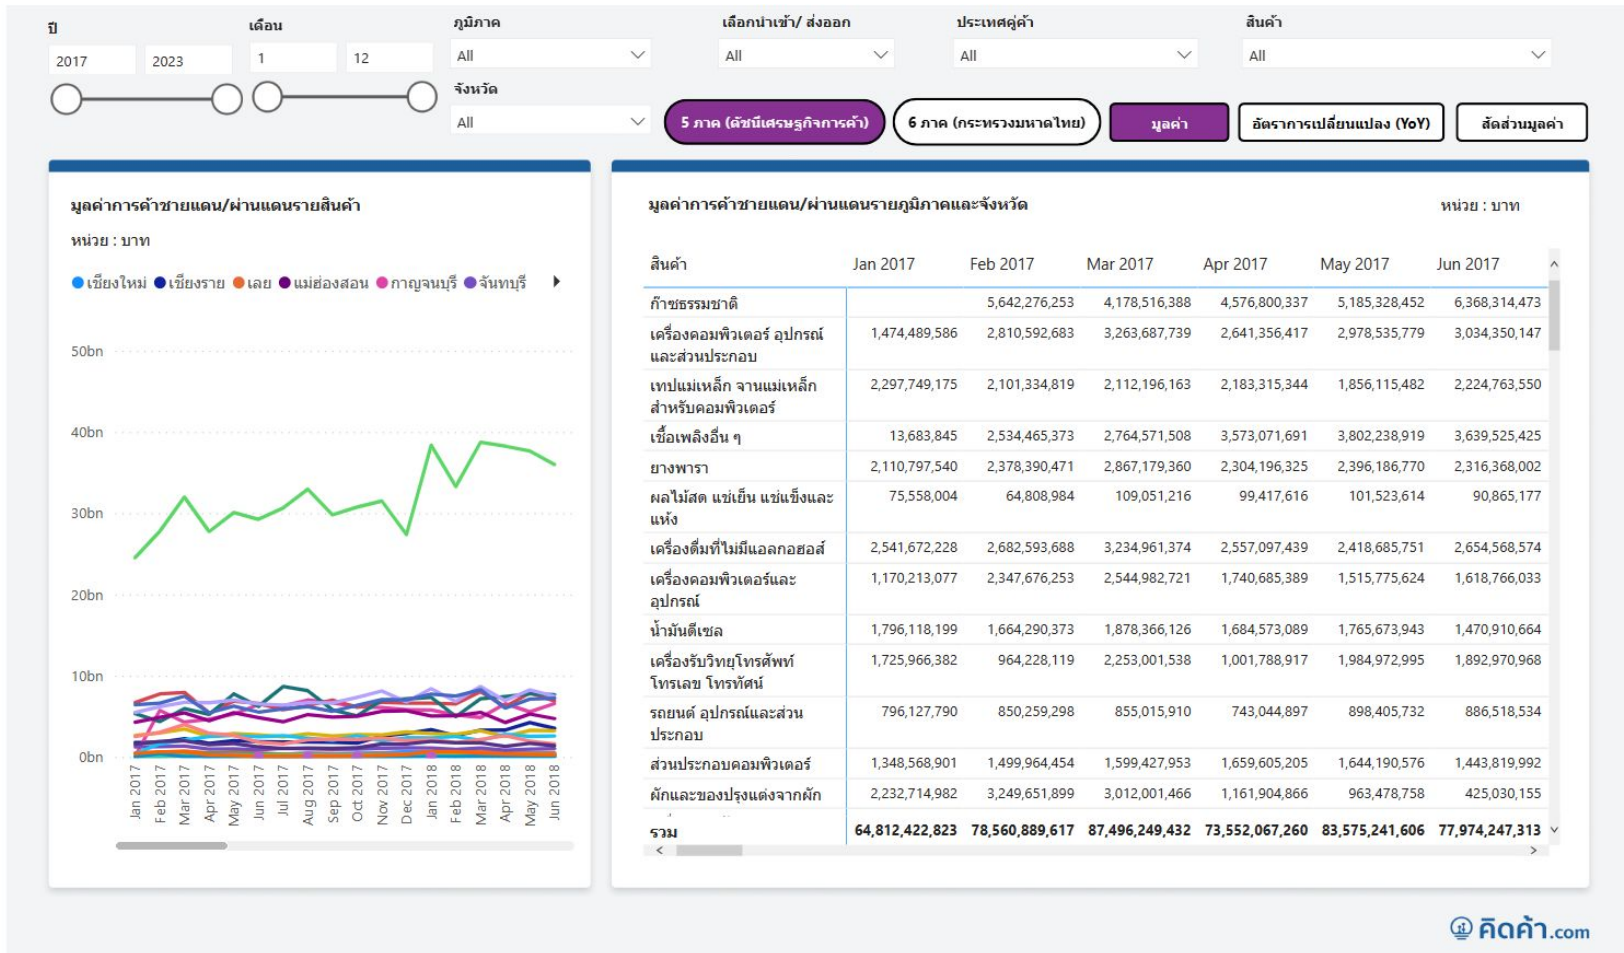 ปี
เดือน
ภูมิภาค
เลือกนำเข้า/ ส่งออก
ประเทศคู่ค้า
สินค้า
2017 2023
1 12
All
All
All
All
จังหวัด
All
5 ภาค (ดัชนีเศรษฐกิจการค้า)
6 ภาค (กระทรวงมหาดไทย)
มูลค่า
อัตราการเปลี่ยนแปลง (YoY)
สัดส่วนมูลค่า
มูลค่าการค้าชายแดน/ผ่านแดนรายสินค้า
หน่วย : บาท
เชียงใหม่ เชียงราย เลย แม่ฮ่องสอน กาญจนบุรี จันทบุรี
50bn
40bn
30bn
20bn
10bn
0bn
Jan 2017
Feb 2017
Mar 2017
Apr 2017
May 2017
Jun 2017
Jul 2017
Aug 2017
Sep 2017
Oct 2017
Nov 2017
Dec 2017
Jan 2018
Feb 2018
Mar 2018
Apr 2018
May 2018
Jun 2018
มูลค่าการค้าชายแดน/ผ่านแดนรายภูมิภาคและจังหวัด
หน่วย : บาท
สินค้า Jan 2017 Feb 2017 Mar 2017 Apr 2017 May 2017 Jun 2017
ก๊าซธรรมชาติ 5,642,276,253 4,178,516,388 4,576,800,337 5,185,328,452 6,368,314,473
เครื่องคอมพิวเตอร์ อุปกรณ์ 1,474,489,586 2,810,592,683 3,263,687,739 2,641,356,417 2,978,535,779 3,034,350,147
และส่วนประกอบ
เทปแม่เหล็ก จานแม่เหล็ก 2,297,749,175 2,101,334,819 2,112,196,163 2,183,315,344 1,856,115,482 2,224,763,550
สำหรับคอมพิวเตอร์
เชื้อเพลิงอื่น ๆ 13,683,845 2,534,465,373 2,764,571,508 3,573,071,691 3,802,238,919 3,639,525,425
ยางพารา 2,110,797,540 2,378,390,471 2,867,179,360 2,304,196,325 2,396,186,770 2,316,368,002
ผลไม้สด แช่เย็น แช่แข็งและ 75,558,004 64,808,984 109,051,216 99,417,616 101,523,614 90,865,177
แห้ง
เครื่องดื่มที่ไม่มีแอลกอฮอล์ 2,541,672,228 2,682,593,688 3,234,961,374 2,557,097,439 2,418,685,751 2,654,568,574
เครื่องคอมพิวเตอร์และ 1,170,213,077 2,347,676,253 2,544,982,721 1,740,685,389 1,515,775,624 1,618,766,033
อุปกรณ์
น้ำมันดีเซล 1,796,118,199 1,664,290,373 1,878,366,126 1,684,573,089 1,765,673,943 1,470,910,664
เครื่องรับวิทยุโทรศัพท์ 1,725,966,382 964,228,119 2,253,001,538 1,001,788,917 1,984,972,995 1,892,970,968
โทรเลข โทรทัศน์
รถยนต์ อุปกรณ์และส่วน 796,127,790 850,259,298 855,015,910 743,044,897 898,405,732 886,518,534
ประกอบ
ส่วนประกอบคอมพิวเตอร์ 1,348,568,901 1,499,964,454 1,599,427,953 1,659,605,205 1,644,190,576 1,443,819,992
ผักและของปรุงแต่งจากผัก 2,232,714,982 3,249,651,899 3,012,001,466 1,161,904,866 963,478,758 425,030,155
รวม 64,812,422,823 78,560,889,617 87,496,249,432 73,552,067,260 83,575,241,606 77,974,247,313
คิดค้า.com